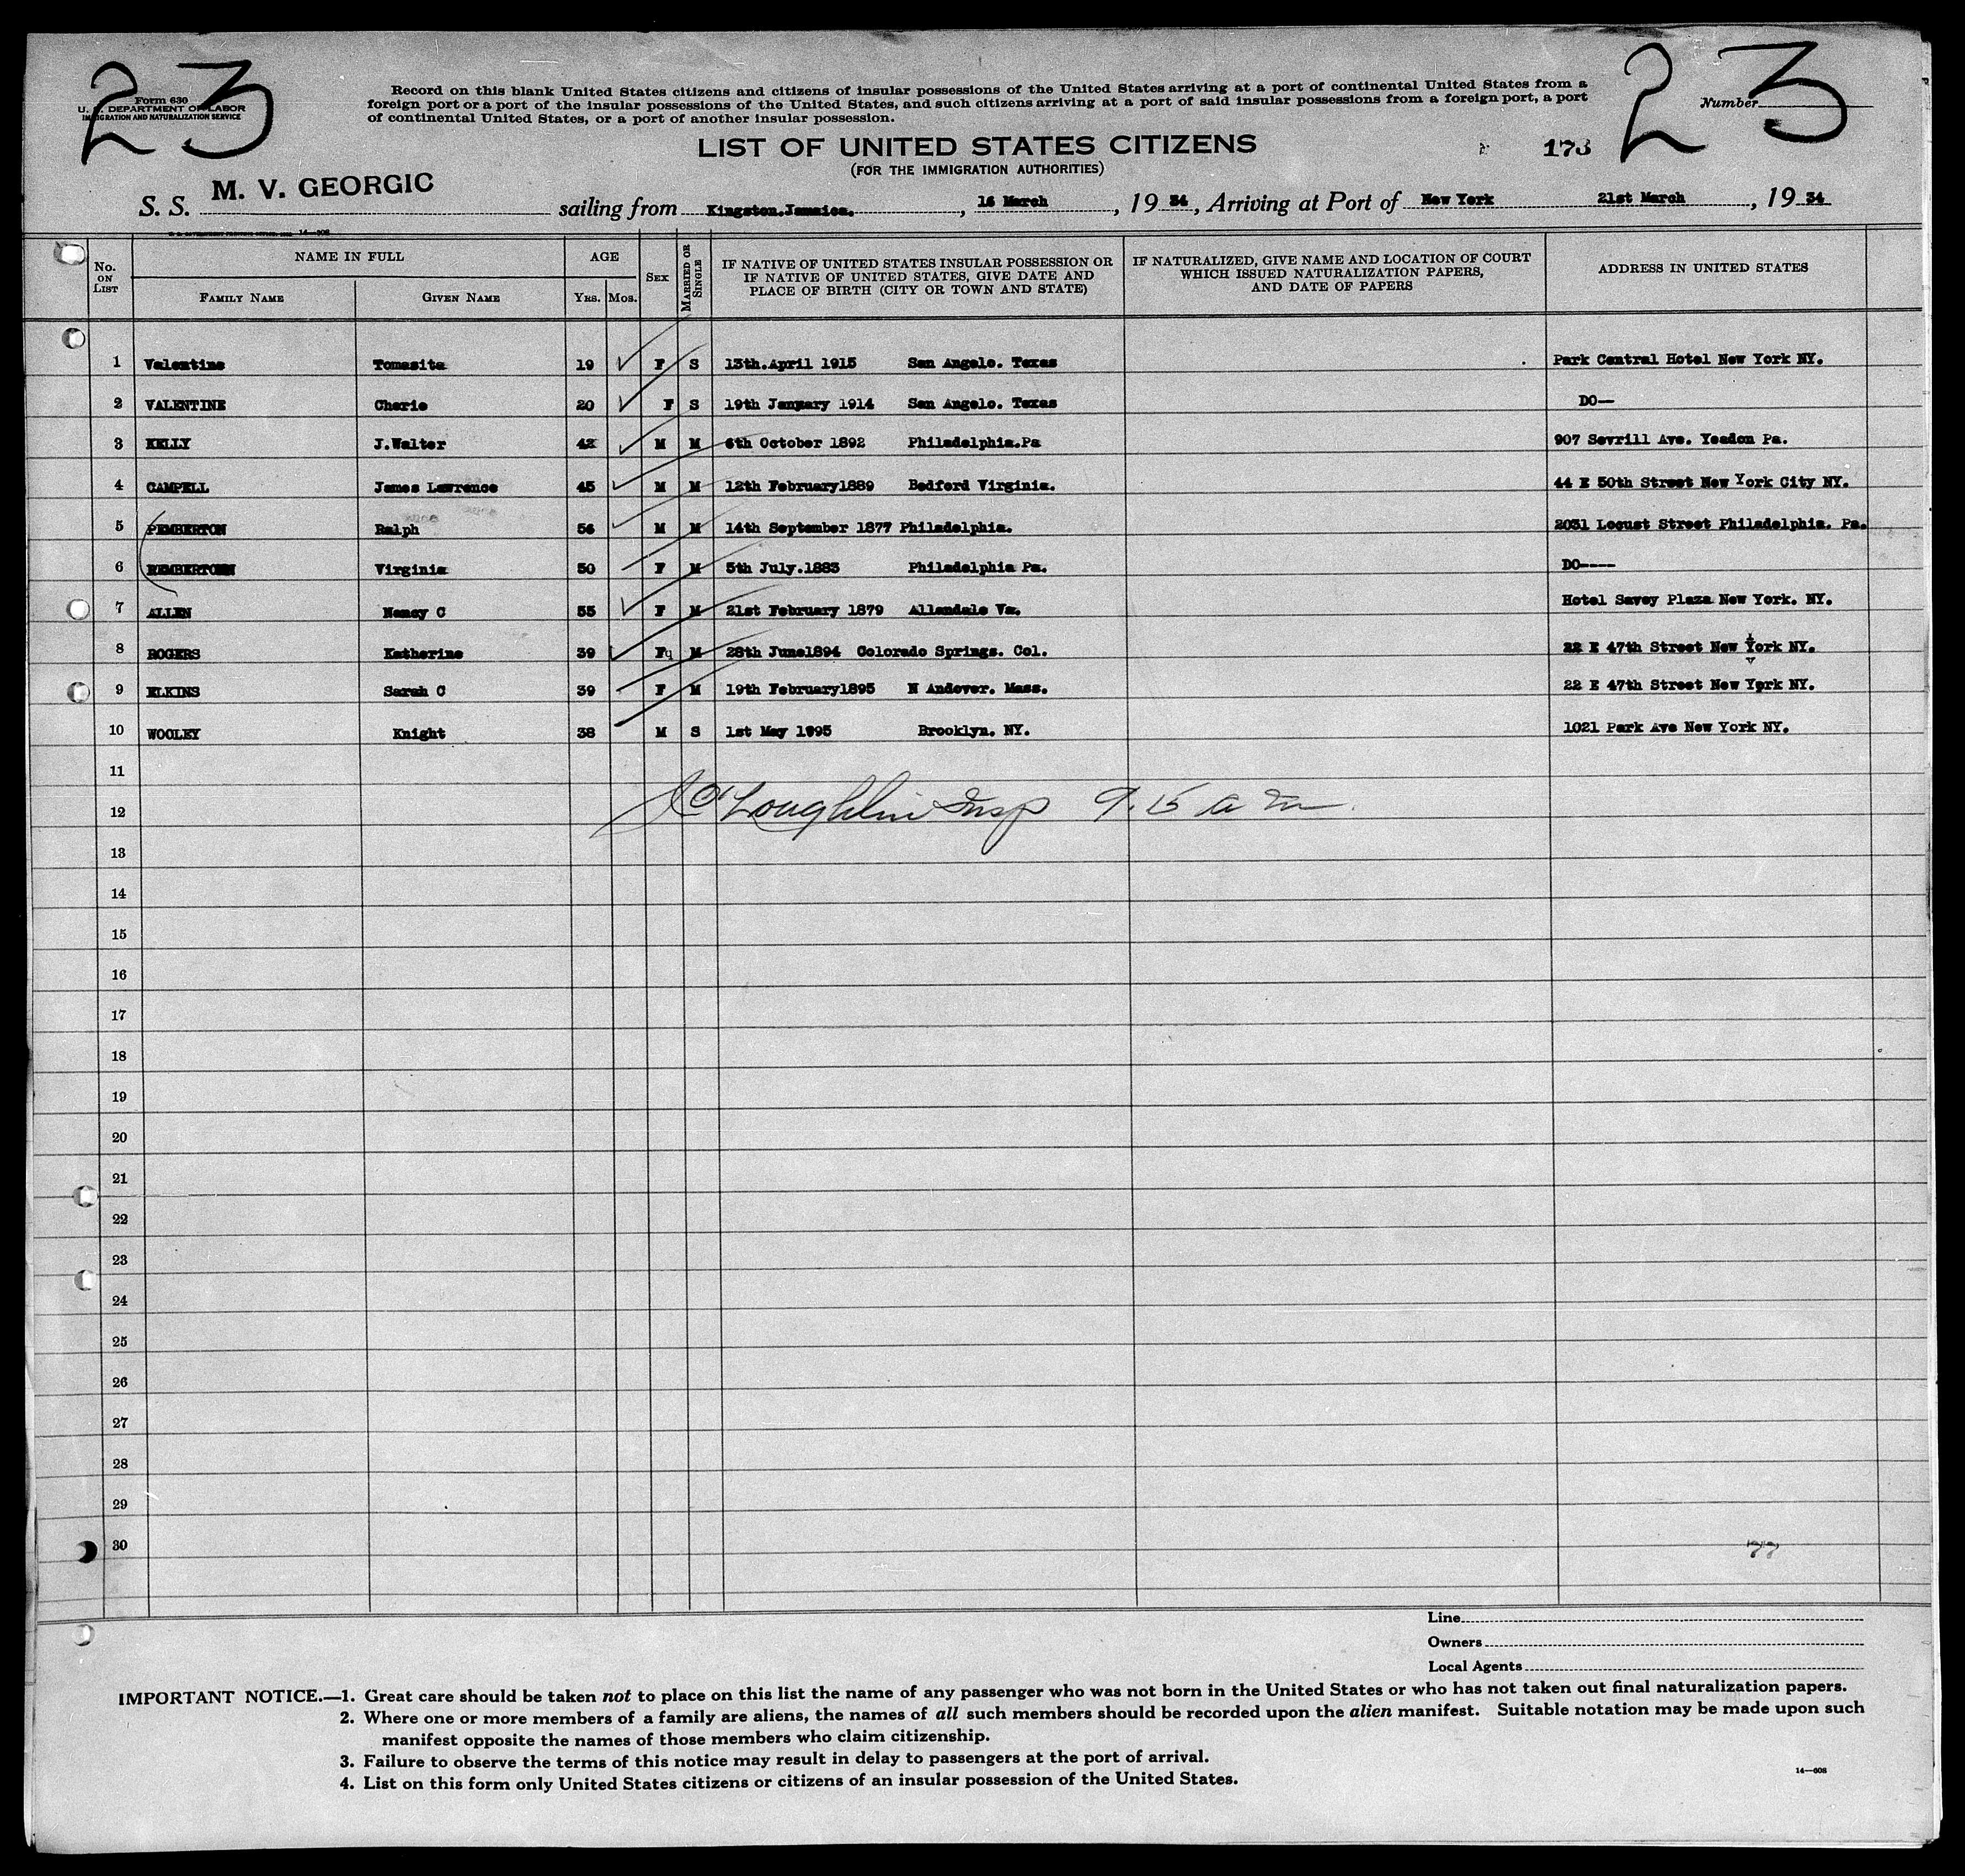 23
23
Form 630
U. S. DEPARTMENT OF LABOR
IMMIGRATION AND NATURALIZATION SERVICE
Record on this blank United States citizens and citizens of insular possessions of the United States arriving at a port of continental United States from a
foreign port or a port of the insular possessions of the United States, and such citizens arriving at a port of said insular possessions from a foreign port, a port
of continental United States, or a port of another insular possession.
Number
LIST OF UNITED STATES CITIZENS
173
(FOR THE IMMIGRATION AUTHORITIES)
S. S. M. V. GEORGIC sailing from Kingston.Jamaica. , 16 March , 19 34 , Arriving at Port of New York 21st March , 19 34
14—608
No. ON LIST
NAME IN FULL
FAMILY NAME GIVEN NAME
AGE
YRS. MOS.
SEX
MARRIED OR SINGLE
IF NATIVE OF UNITED STATES INSULAR POSSESSION OR
IF NATIVE OF UNITED STATES, GIVE DATE AND
PLACE OF BIRTH (CITY OR TOWN AND STATE)
IF NATURALIZED, GIVE NAME AND LOCATION OF COURT
WHICH ISSUED NATURALIZATION PAPERS,
AND DATE OF PAPERS
ADDRESS IN UNITED STATES
1 Valentine Tomasita 19 F S 13th.April 1915 San Angelo. Texas Park Central Hotel New York NY.
2 VALENTINE Cherie 20 F S 19th January 1914 San Angelo. Texas DO—
3 KELLY J.Walter 42 M M 6th October 1892 Philadelphia.Pa 907 Sevrill Ave. Yeadon Pa.
4 CAMPELL James Lawrence 45 M M 12th February1889 Bedford Virginia. 44 E 50th Street New York City NY.
5 PEMBERTON Ralph 56 M M 14th September 1877 Philadelphia. 2031 Locust Street Philadelphia. Pa.
6 Virginia 50 F M 5th July.1883 Philadelphia Pa. DO----
7 ALLEN Nancy C 55 F M 21st February 1879 Allendale Va. Hotel Savoy Plaza New York. NY.
8 ROGERS Katherine 39 F M 28th June1894 Colorado Springs. Col. 22 E 47th Street New York NY.
9 ELKINS Sarah C 39 F M 19th February1895 N Andover. Mass. 22 E 47th Street New York NY.
10 WOOLEY Knight 38 M S 1st May 1895 Brooklyn. NY. 1021 Park Ave New York NY.
11
12 O'Loughlin Insp 9.15 a m
13
14
15
16
17
18
19
20
21
22
23
24
25
26
27
28
29
30 77
Line
Owners
Local Agents
IMPORTANT NOTICE.—1. Great care should be taken not to place on this list the name of any passenger who was not born in the United States or who has not taken out final naturalization papers.
2. Where one or more members of a family are aliens, the names of all such members should be recorded upon the alien manifest. Suitable notation may be made upon such
manifest opposite the names of those members who claim citizenship.
3. Failure to observe the terms of this notice may result in delay to passengers at the port of arrival.
4. List on this form only United States citizens or citizens of an insular possession of the United States.
14—608